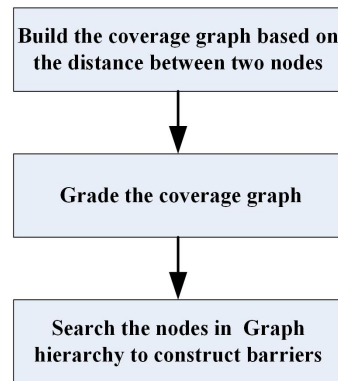 Build the coverage graph based on
the distance between two nodes
Grade the coverage graph
Search the nodes in Graph
hierarchy to construct barriers